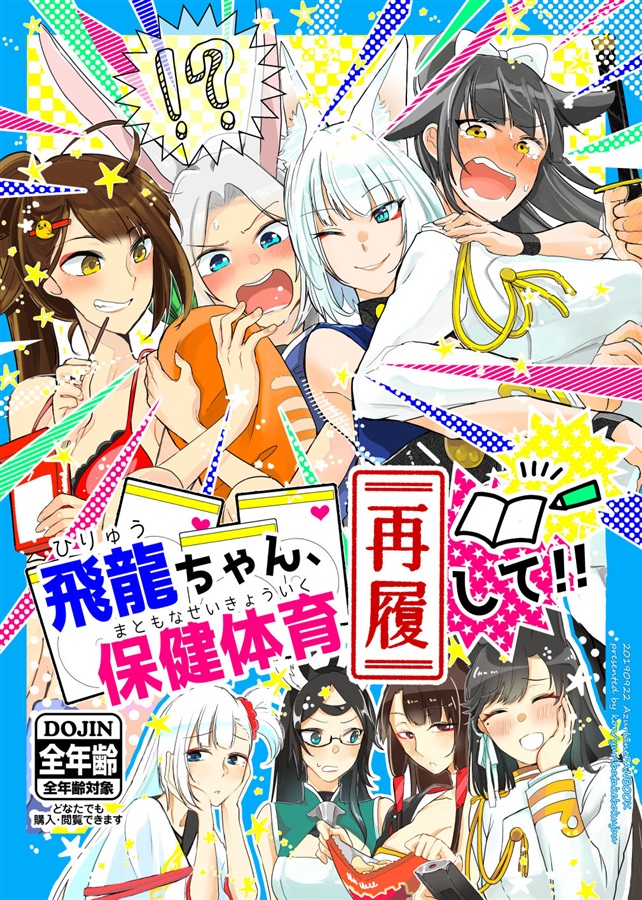 !?
ひりゅう
飛龍ちゃん、
まともなせいきょういく
保健体育
再履
して!!
DOJIN
全年齢
全年齢対象
どなたでも
購入・閲覧できます
20190922